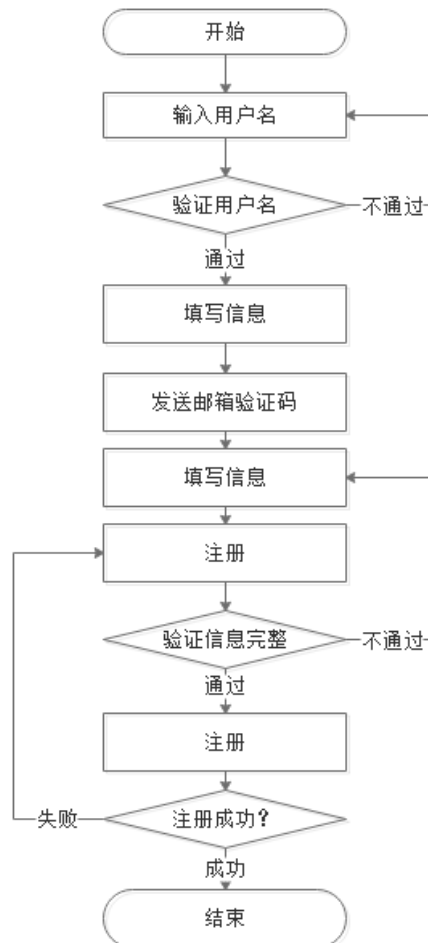 开始
输入用户名
验证用户名
不通过
通过
填写信息
发送邮箱验证码
填写信息
注册
验证信息完整
不通过
通过
注册
失败
注册成功?
成功
结束